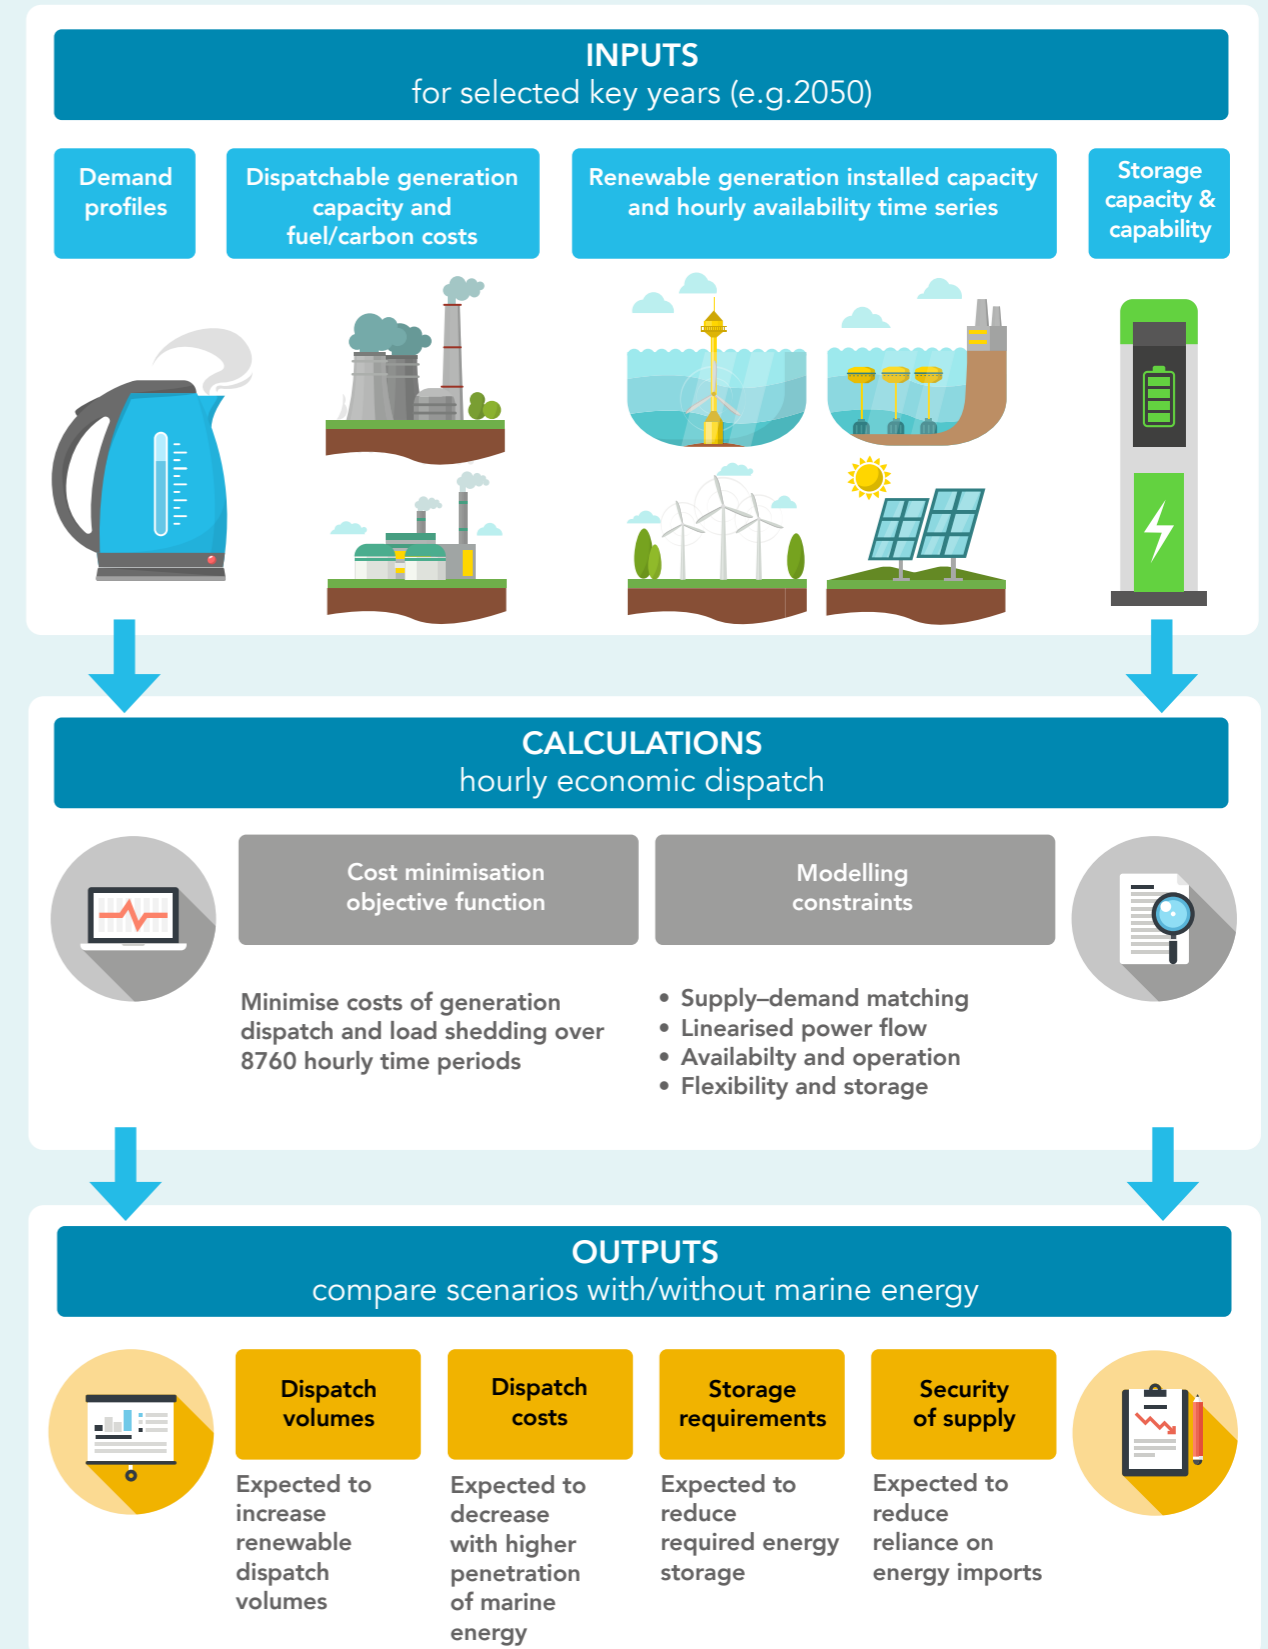 INPUTS
for selected key years (e.g.2050)
Demand
profiles
Dispatchable generation
capacity and
fuel/carbon costs
Renewable generation installed capacity
and hourly availability time series
Storage
capacity &
capability
CALCULATIONS
hourly economic dispatch
Cost minimisation
objective function
Modelling
constraints
Minimise costs of generation
dispatch and load shedding over
8760 hourly time periods
• Supply–demand matching
• Linearised power flow
• Availabilty and operation
• Flexibility and storage
OUTPUTS
compare scenarios with/without marine energy
Dispatch
volumes
Dispatch
costs
Storage
requirements
Security
of supply
Expected to
increase
renewable
dispatch
volumes
Expected to
decrease
with higher
penetration
of marine
energy
Expected to
reduce
required energy
storage
Expected to
reduce
reliance on
energy imports